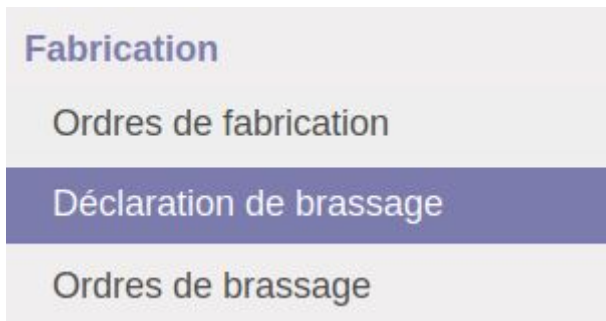 Fabrication
Ordres de fabrication
Déclaration de brassage
Ordres de brassage